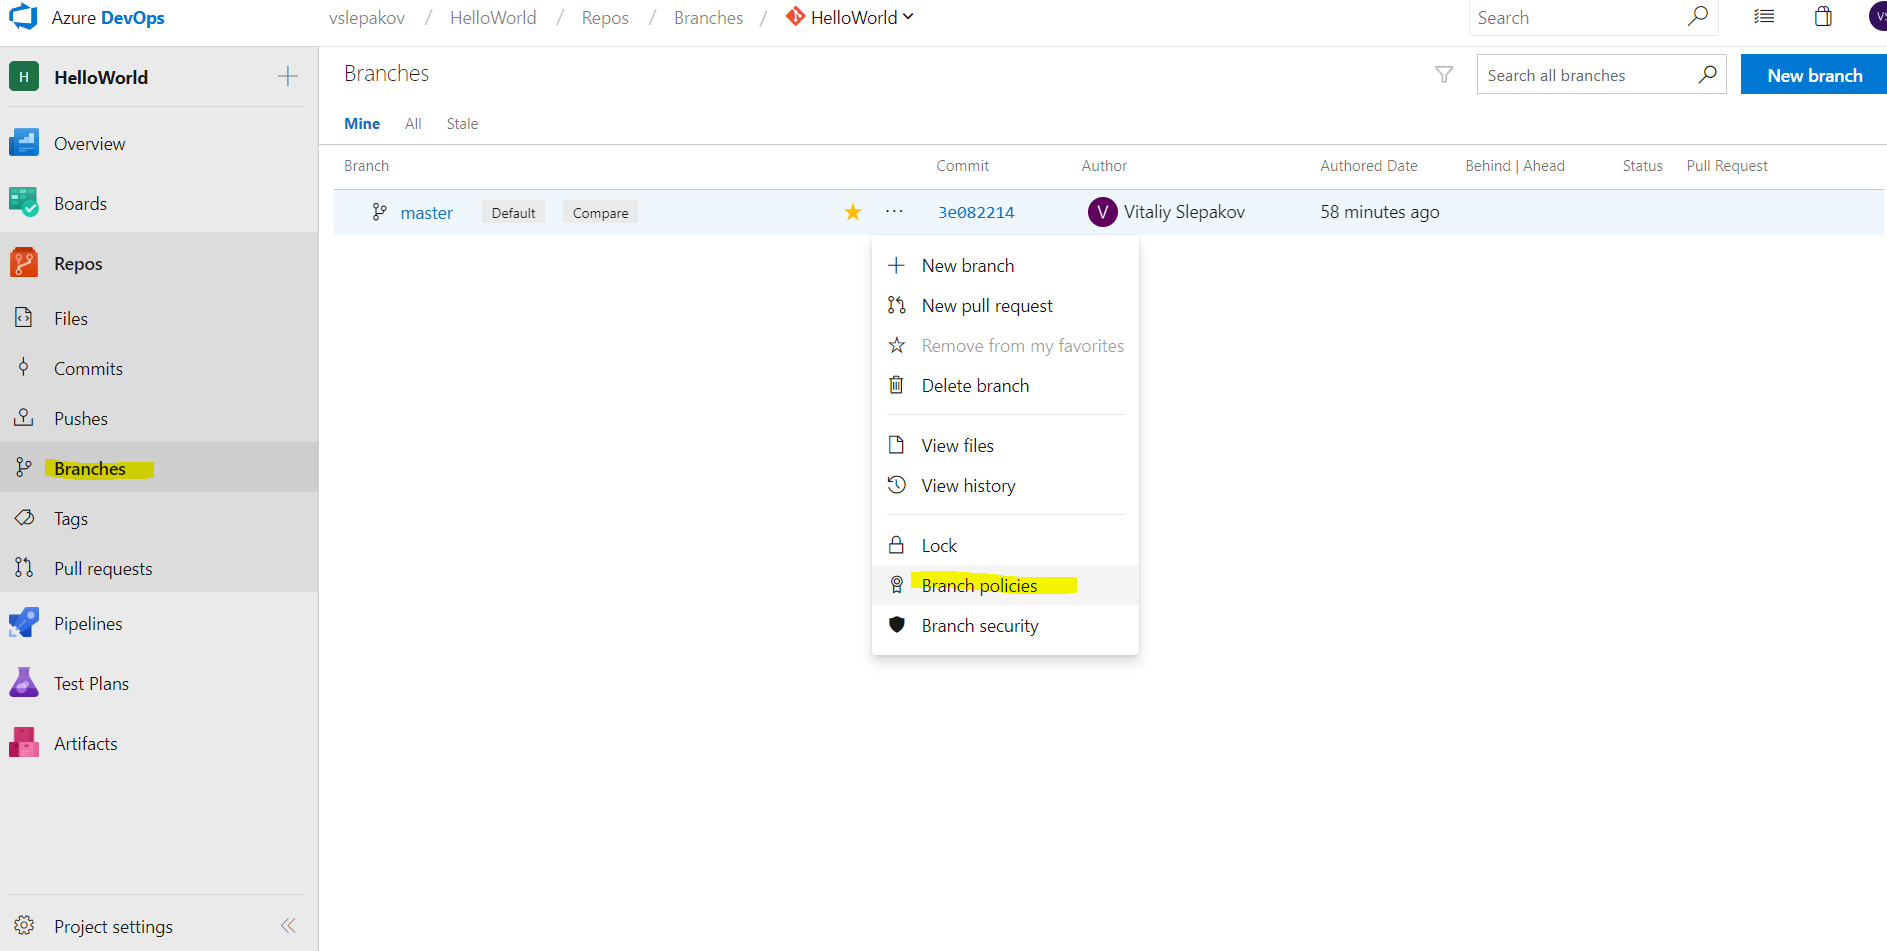 Azure DevOps
vslepakov / HelloWorld / Repos / Branches / HelloWorld
Search
VS
H HelloWorld
Overview
Boards
Repos
Files
Commits
Pushes
Branches
Tags
Pull requests
Pipelines
Test Plans
Artifacts
Project settings
Branches
Search all branches
New branch
Mine All Stale
Branch Commit Author Authored Date Behind | Ahead Status Pull Request
master Default Compare ... 3e082214 V Vitaliy Slepakov 58 minutes ago
New branch
New pull request
Remove from my favorites
Delete branch
View files
View history
Lock
Branch policies
Branch security